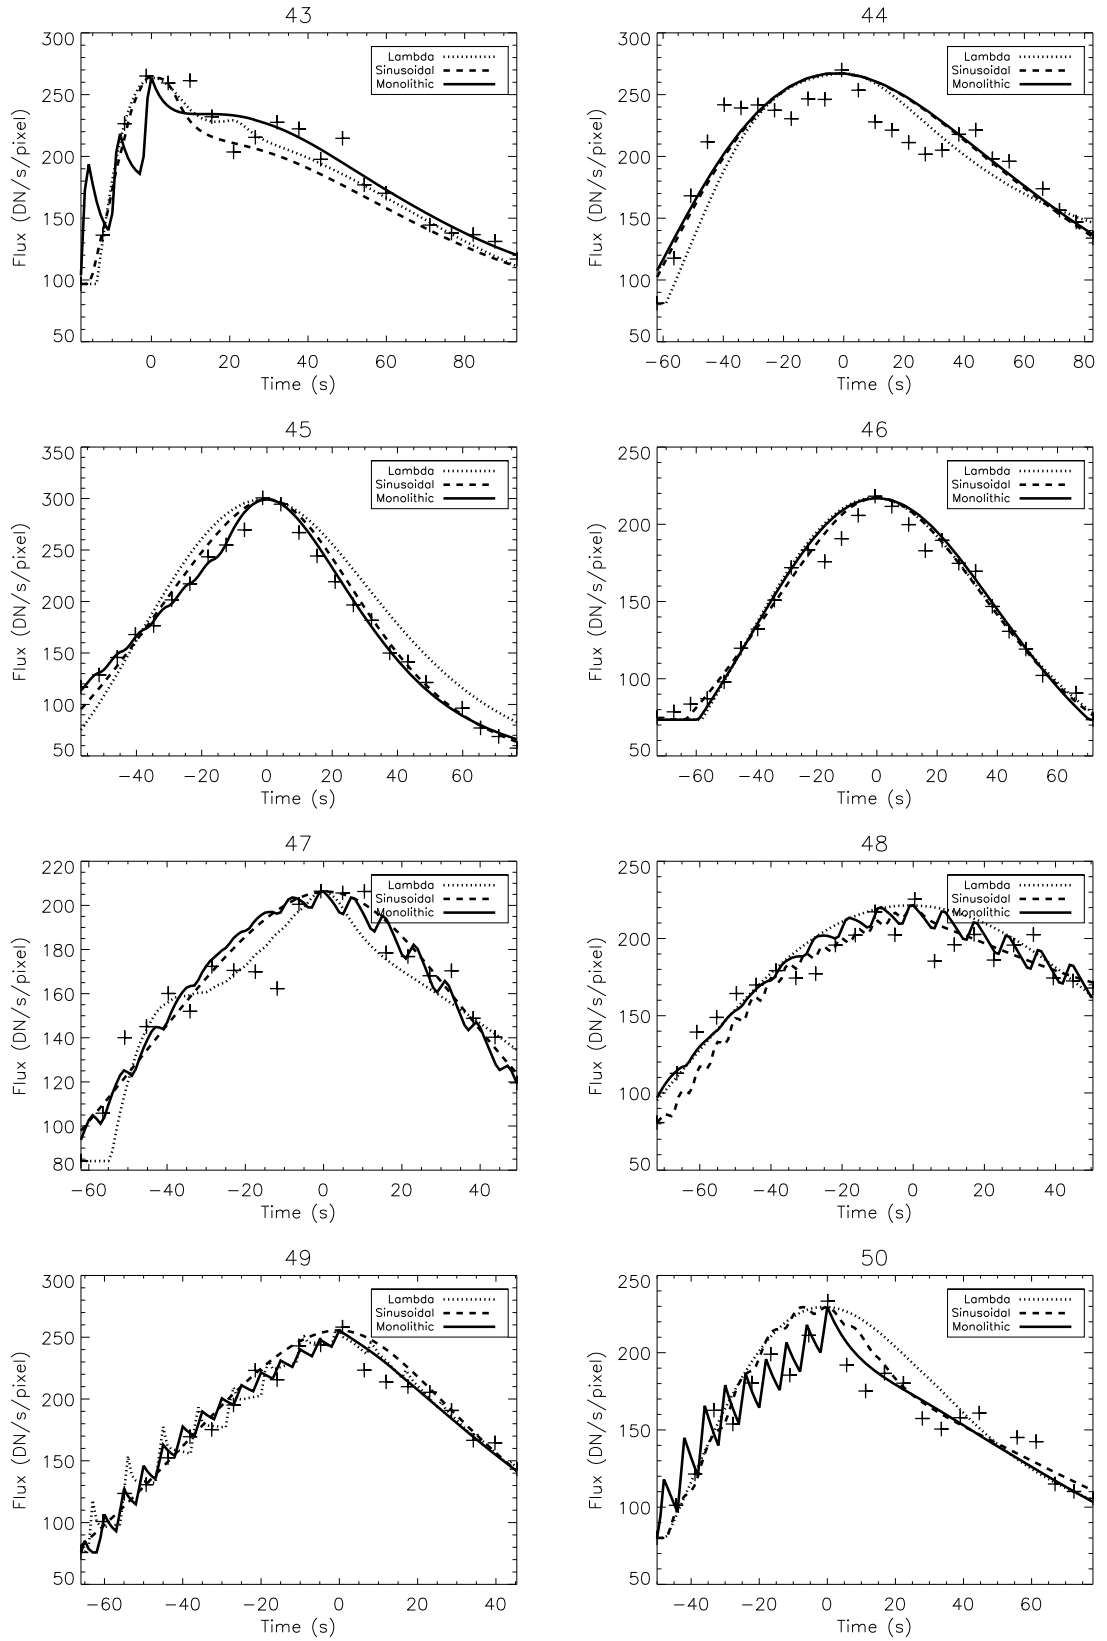 43
300
250
200
150
100
50
Flux (DN/s/pixel)
Lambda
Sinusoidal
Monolithic
0 20 40 60 80
Time (s)
44
300
250
200
150
100
50
Flux (DN/s/pixel)
Lambda
Sinusoidal
Monolithic
−60 −40 −20 0 20 40 60 80
Time (s)
45
350
300
250
200
150
100
50
Flux (DN/s/pixel)
Lambda
Sinusoidal
Monolithic
−40 −20 0 20 40 60
Time (s)
46
250
200
150
100
50
Flux (DN/s/pixel)
Lambda
Sinusoidal
Monolithic
−60 −40 −20 0 20 40 60
Time (s)
47
220
200
180
160
140
120
100
80
Flux (DN/s/pixel)
Lambda
Sinusoidal
Monolithic
−60 −40 −20 0 20 40
Time (s)
48
250
200
150
100
50
Flux (DN/s/pixel)
Lambda
Sinusoidal
Monolithic
−60 −40 −20 0 20 40
Time (s)
49
300
250
200
150
100
50
Flux (DN/s/pixel)
Lambda
Sinusoidal
Monolithic
−60 −40 −20 0 20 40
Time (s)
50
250
200
150
100
50
Flux (DN/s/pixel)
Lambda
Sinusoidal
Monolithic
−40 −20 0 20 40 60
Time (s)